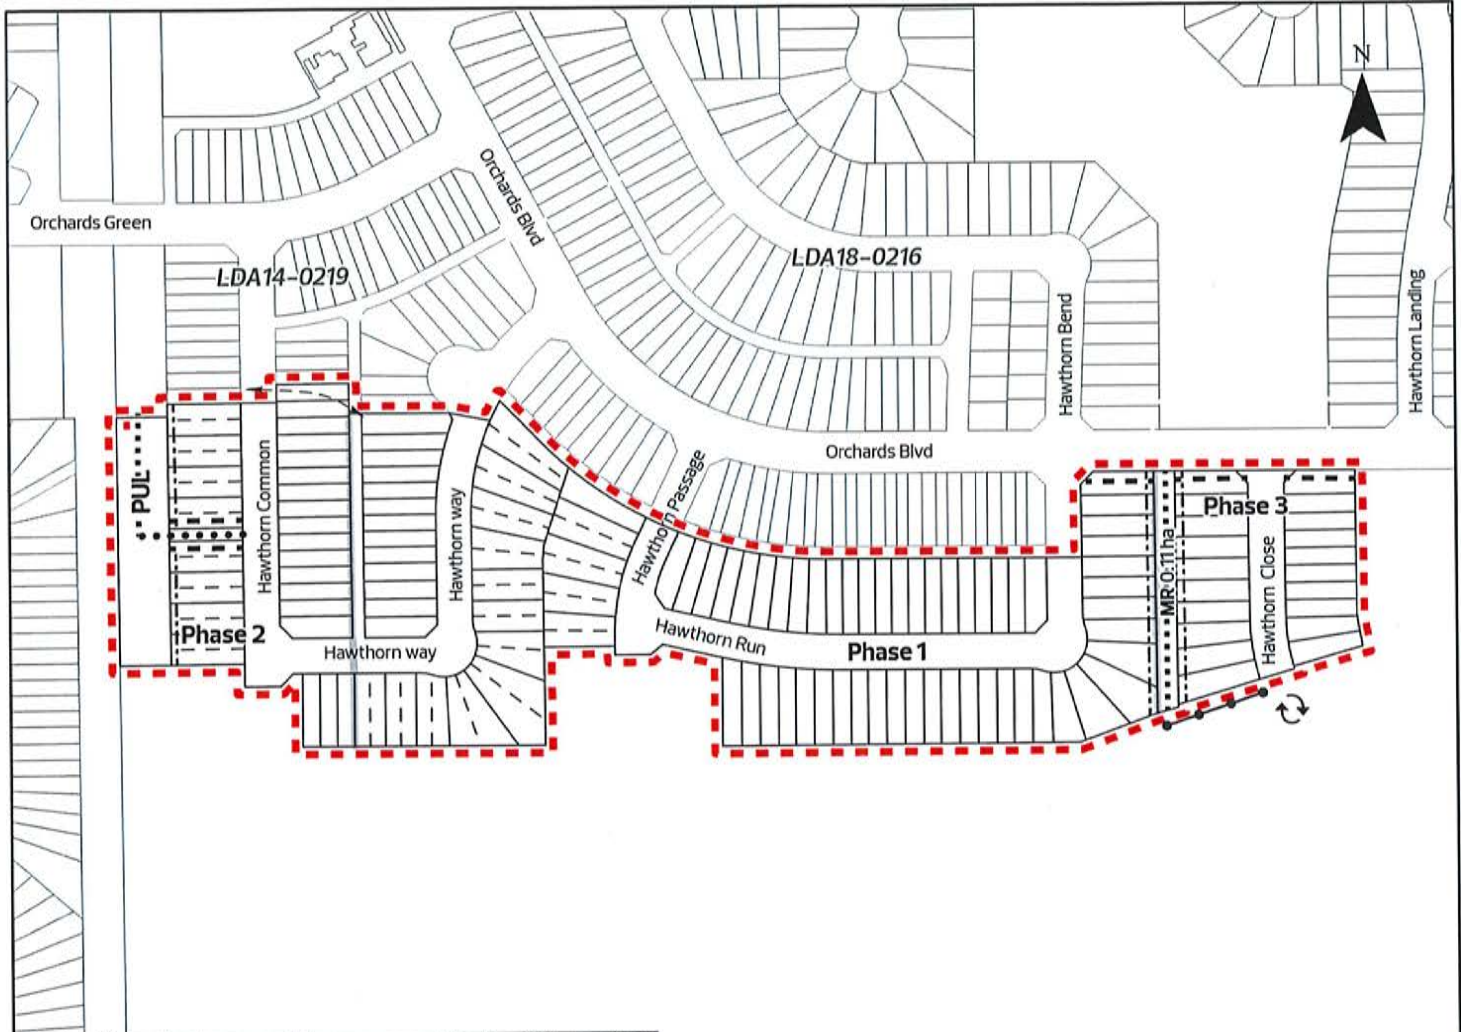 N
Orchards Blvd
Orchards Green
LDA14-0219
LDA18-0216
Hawthorn Bend
Hawthorn Landing
Orchards Blvd
Hawthorn Passage
PUL
Hawthorn Common
Hawthorn way
Phase 3
MR 0.11 ha
Hawthorn Close
Phase 2
Hawthorn way
Hawthorn Run
Phase 1